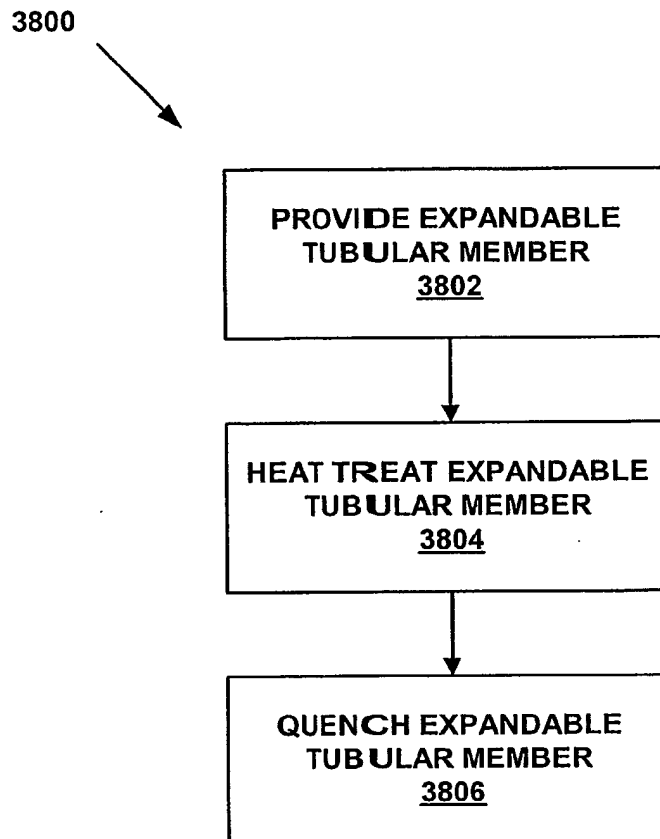 3800
PROVIDE EXPANDABLE
TUBULAR MEMBER
3802
HEAT TREAT EXPANDABLE
TUBULAR MEMBER
3804
QUENCH EXPANDABLE
TUBULAR MEMBER
3806